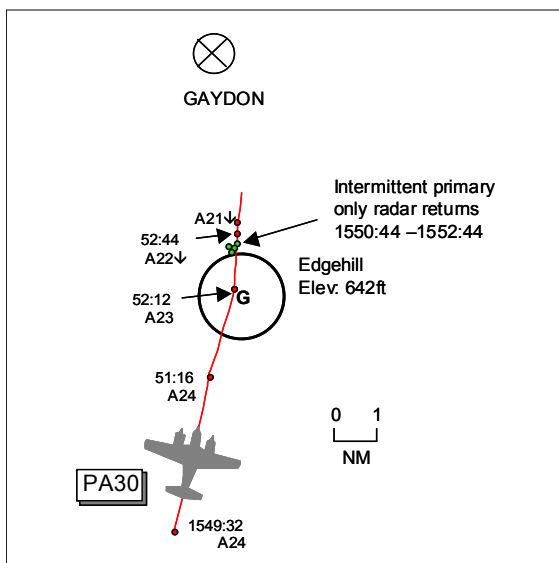 GAYDON
A21↓
52:44
A22↓
Intermittent primary
only radar returns
1550:44 –1552:44
Edgehill
Elev: 642ft
52:12
A23
G
51:16
A24
0 1
NM
PA30
1549:32
A24